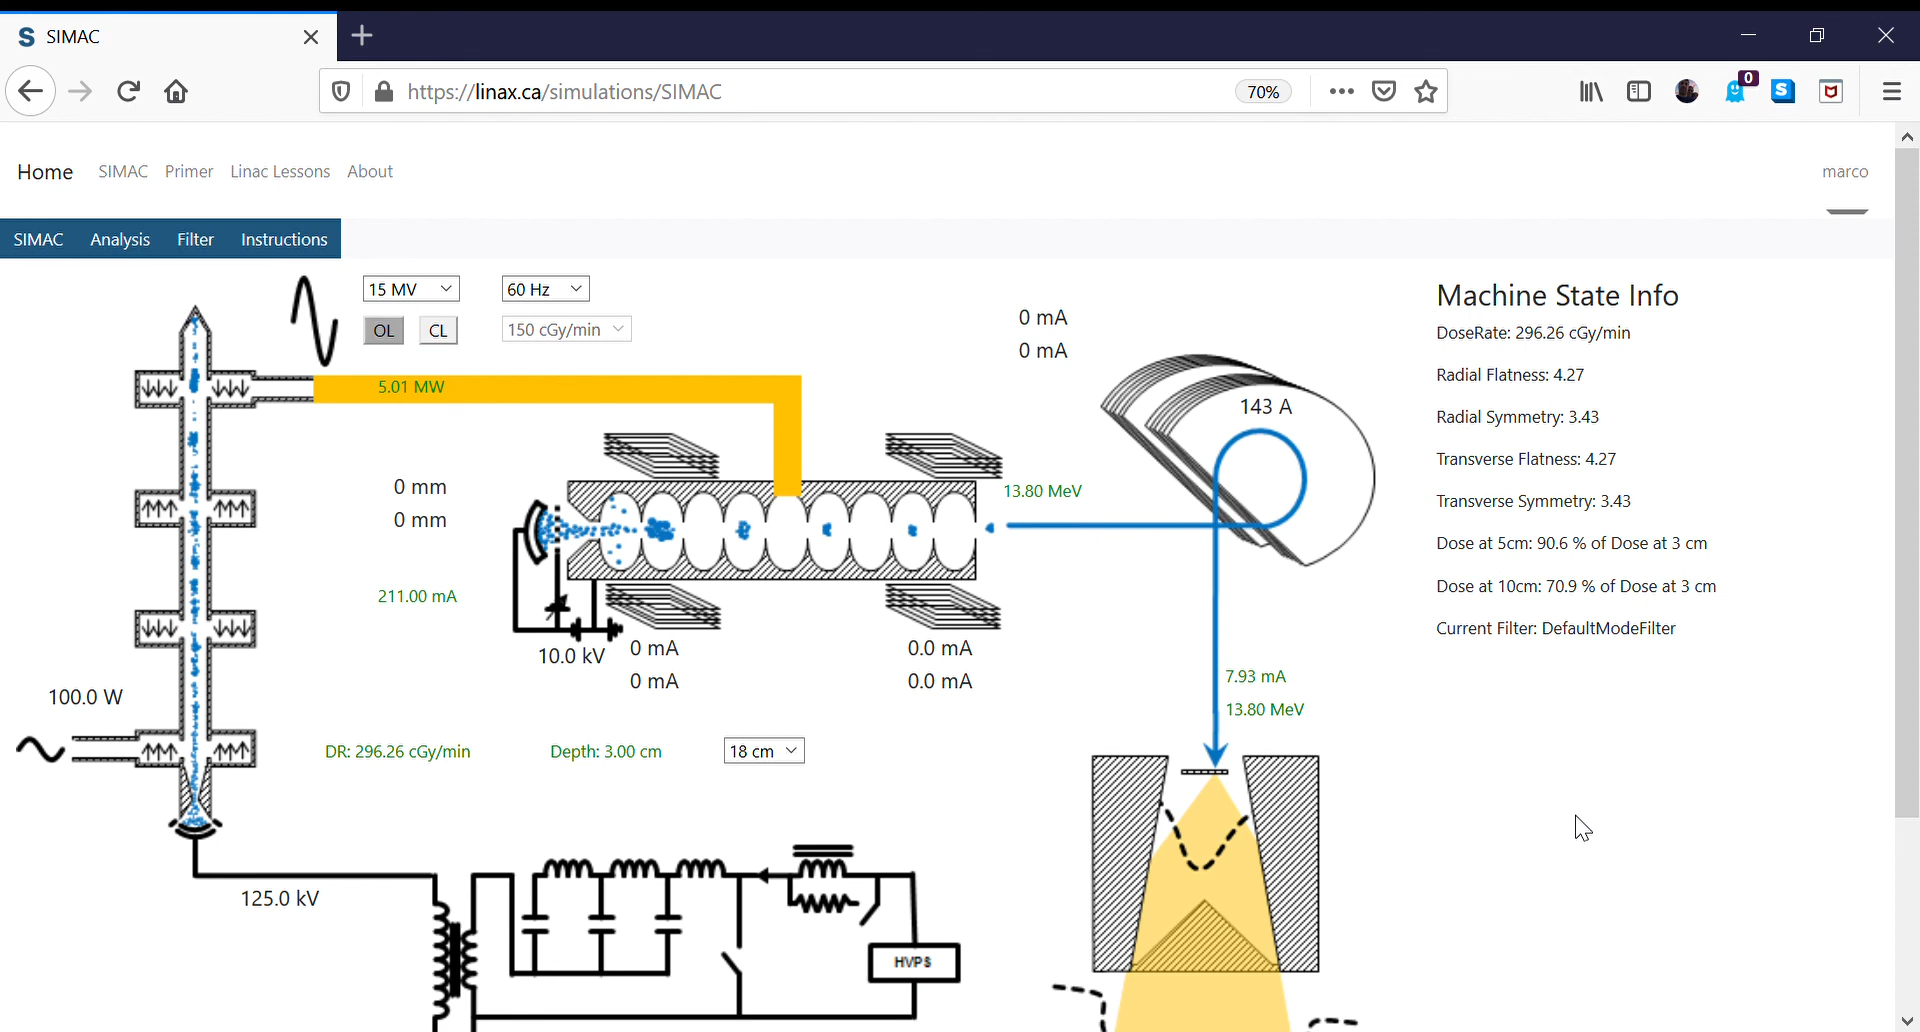 SIMAC
https://linax.ca/simulations/SIMAC
70%
0
S
Home SIMAC Primer Linac Lessons About
marco
SIMAC Analysis Filter Instructions
15 MV
60 Hz
OL
CL
150 cGy/min
5.01 MW
0 mm
0 mm
211.00 mA
10.0 kV
0 mA
0 mA
0.0 mA
0.0 mA
0 mA
0 mA
143 A
13.80 MeV
7.93 mA
13.80 MeV
100.0 W
DR: 296.26 cGy/min
Depth: 3.00 cm
18 cm
125.0 kV
HVPS
Machine State Info
DoseRate: 296.26 cGy/min
Radial Flatness: 4.27
Radial Symmetry: 3.43
Transverse Flatness: 4.27
Transverse Symmetry: 3.43
Dose at 5cm: 90.6 % of Dose at 3 cm
Dose at 10cm: 70.9 % of Dose at 3 cm
Current Filter: DefaultModeFilter